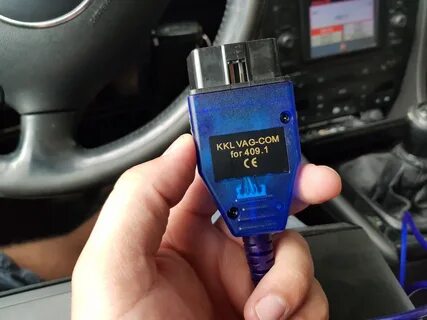 KKL VAG-COM
for 409.1
CE